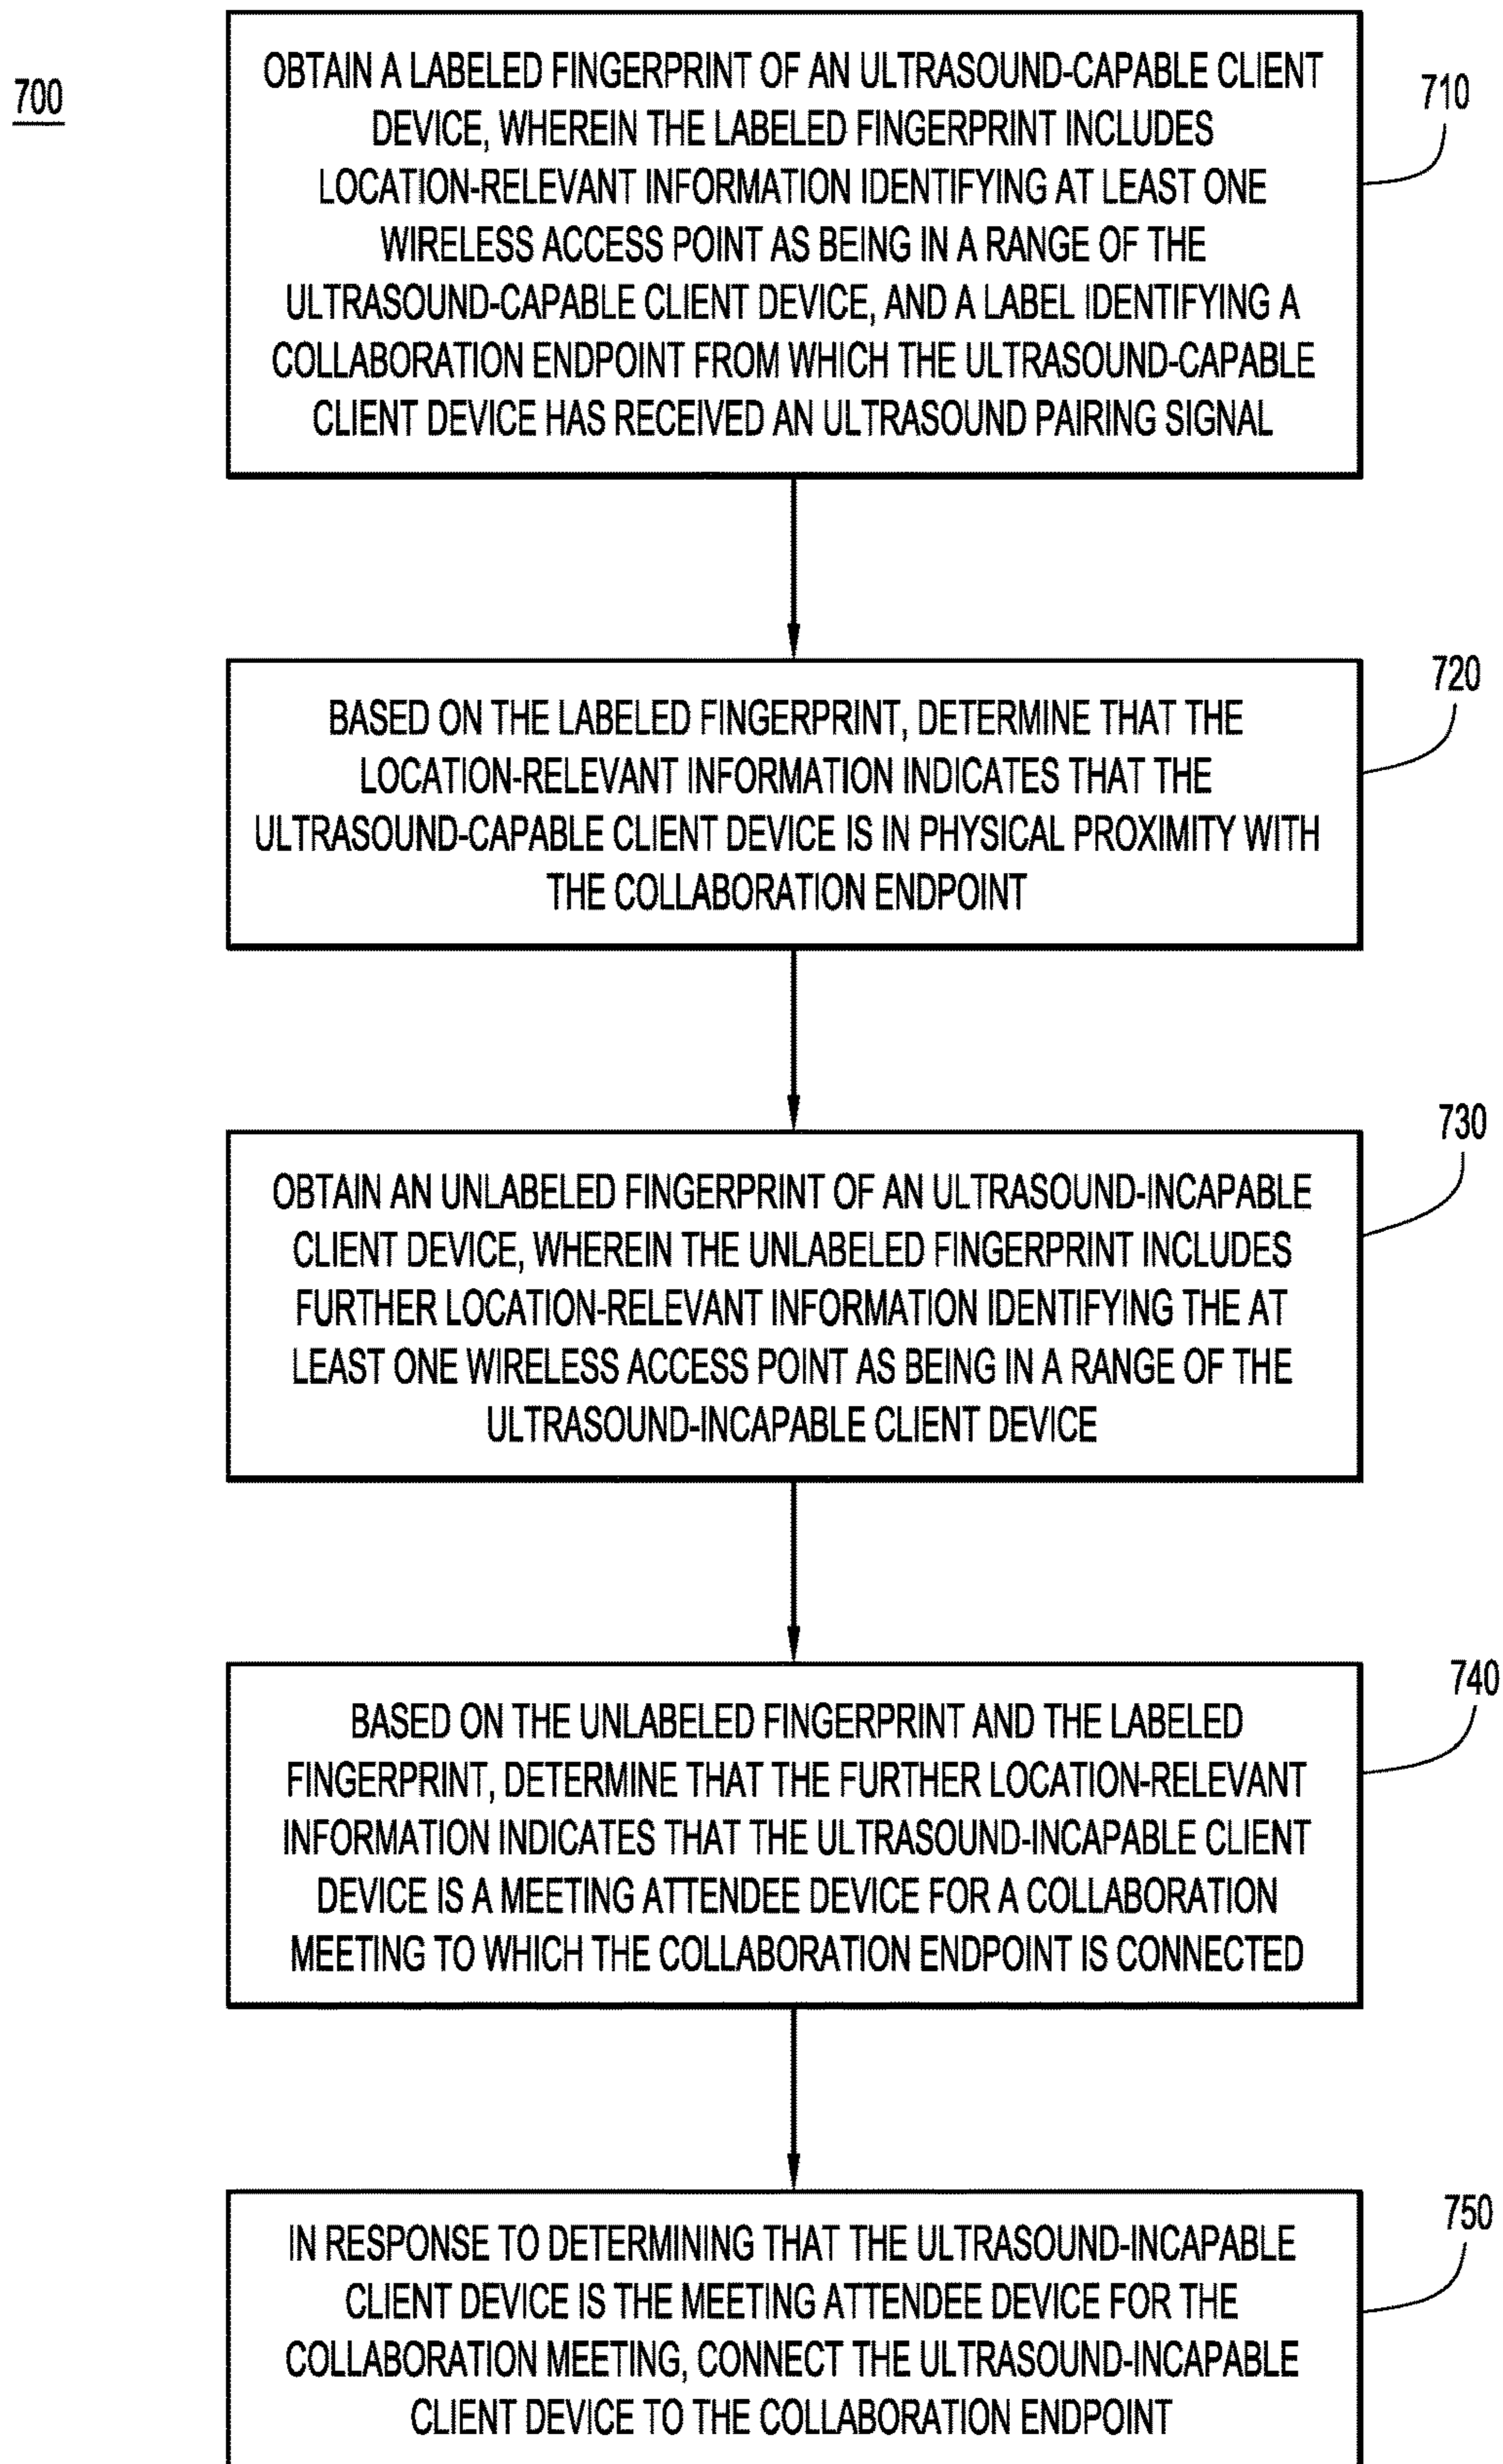 700
OBTAIN A LABELED FINGERPRINT OF AN ULTRASOUND-CAPABLE CLIENT
DEVICE, WHEREIN THE LABELED FINGERPRINT INCLUDES
LOCATION-RELEVANT INFORMATION IDENTIFYING AT LEAST ONE
WIRELESS ACCESS POINT AS BEING IN A RANGE OF THE
ULTRASOUND-CAPABLE CLIENT DEVICE, AND A LABEL IDENTIFYING A
COLLABORATION ENDPOINT FROM WHICH THE ULTRASOUND-CAPABLE
CLIENT DEVICE HAS RECEIVED AN ULTRASOUND PAIRING SIGNAL
710
BASED ON THE LABELED FINGERPRINT, DETERMINE THAT THE
LOCATION-RELEVANT INFORMATION INDICATES THAT THE
ULTRASOUND-CAPABLE CLIENT DEVICE IS IN PHYSICAL PROXIMITY WITH
THE COLLABORATION ENDPOINT
720
OBTAIN AN UNLABELED FINGERPRINT OF AN ULTRASOUND-INCAPABLE
CLIENT DEVICE, WHEREIN THE UNLABELED FINGERPRINT INCLUDES
FURTHER LOCATION-RELEVANT INFORMATION IDENTIFYING THE AT
LEAST ONE WIRELESS ACCESS POINT AS BEING IN A RANGE OF THE
ULTRASOUND-INCAPABLE CLIENT DEVICE
730
BASED ON THE UNLABELED FINGERPRINT AND THE LABELED
FINGERPRINT, DETERMINE THAT THE FURTHER LOCATION-RELEVANT
INFORMATION INDICATES THAT THE ULTRASOUND-INCAPABLE CLIENT
DEVICE IS A MEETING ATTENDEE DEVICE FOR A COLLABORATION
MEETING TO WHICH THE COLLABORATION ENDPOINT IS CONNECTED
740
IN RESPONSE TO DETERMINING THAT THE ULTRASOUND-INCAPABLE
CLIENT DEVICE IS THE MEETING ATTENDEE DEVICE FOR THE
COLLABORATION MEETING, CONNECT THE ULTRASOUND-INCAPABLE
CLIENT DEVICE TO THE COLLABORATION ENDPOINT
750